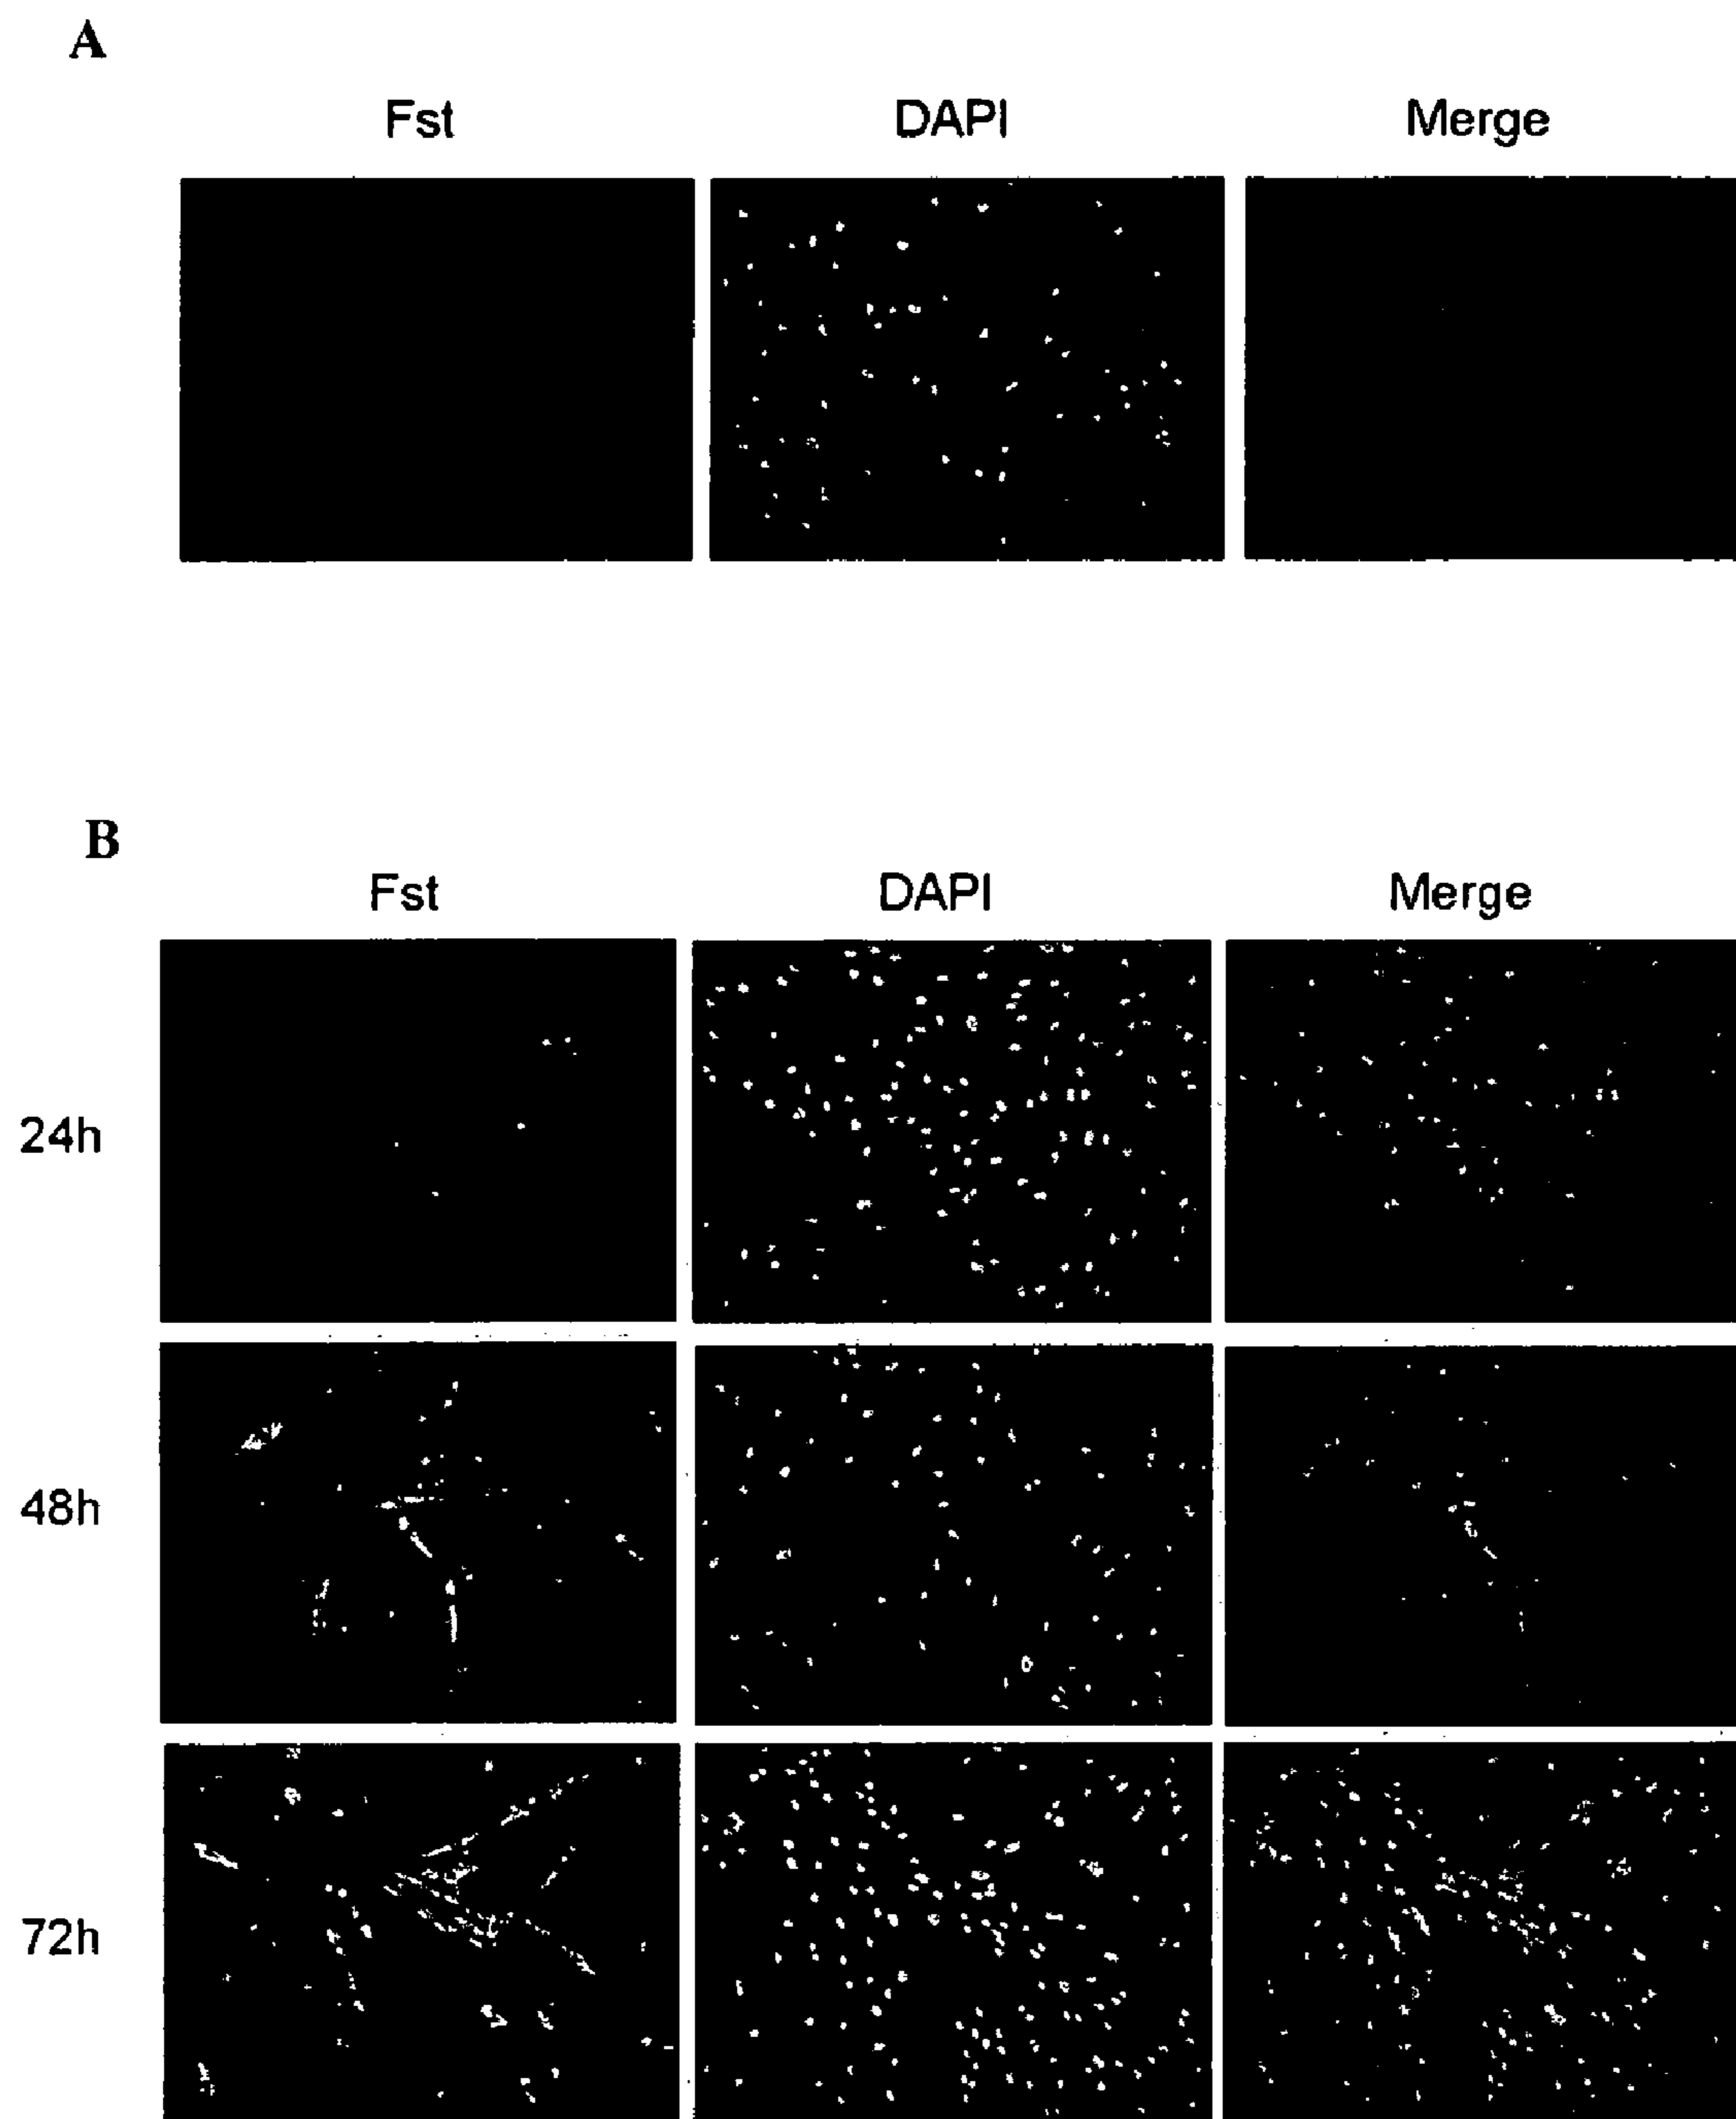 A
Fst DAPI Merge
B
Fst DAPI Merge
24h
48h
72h